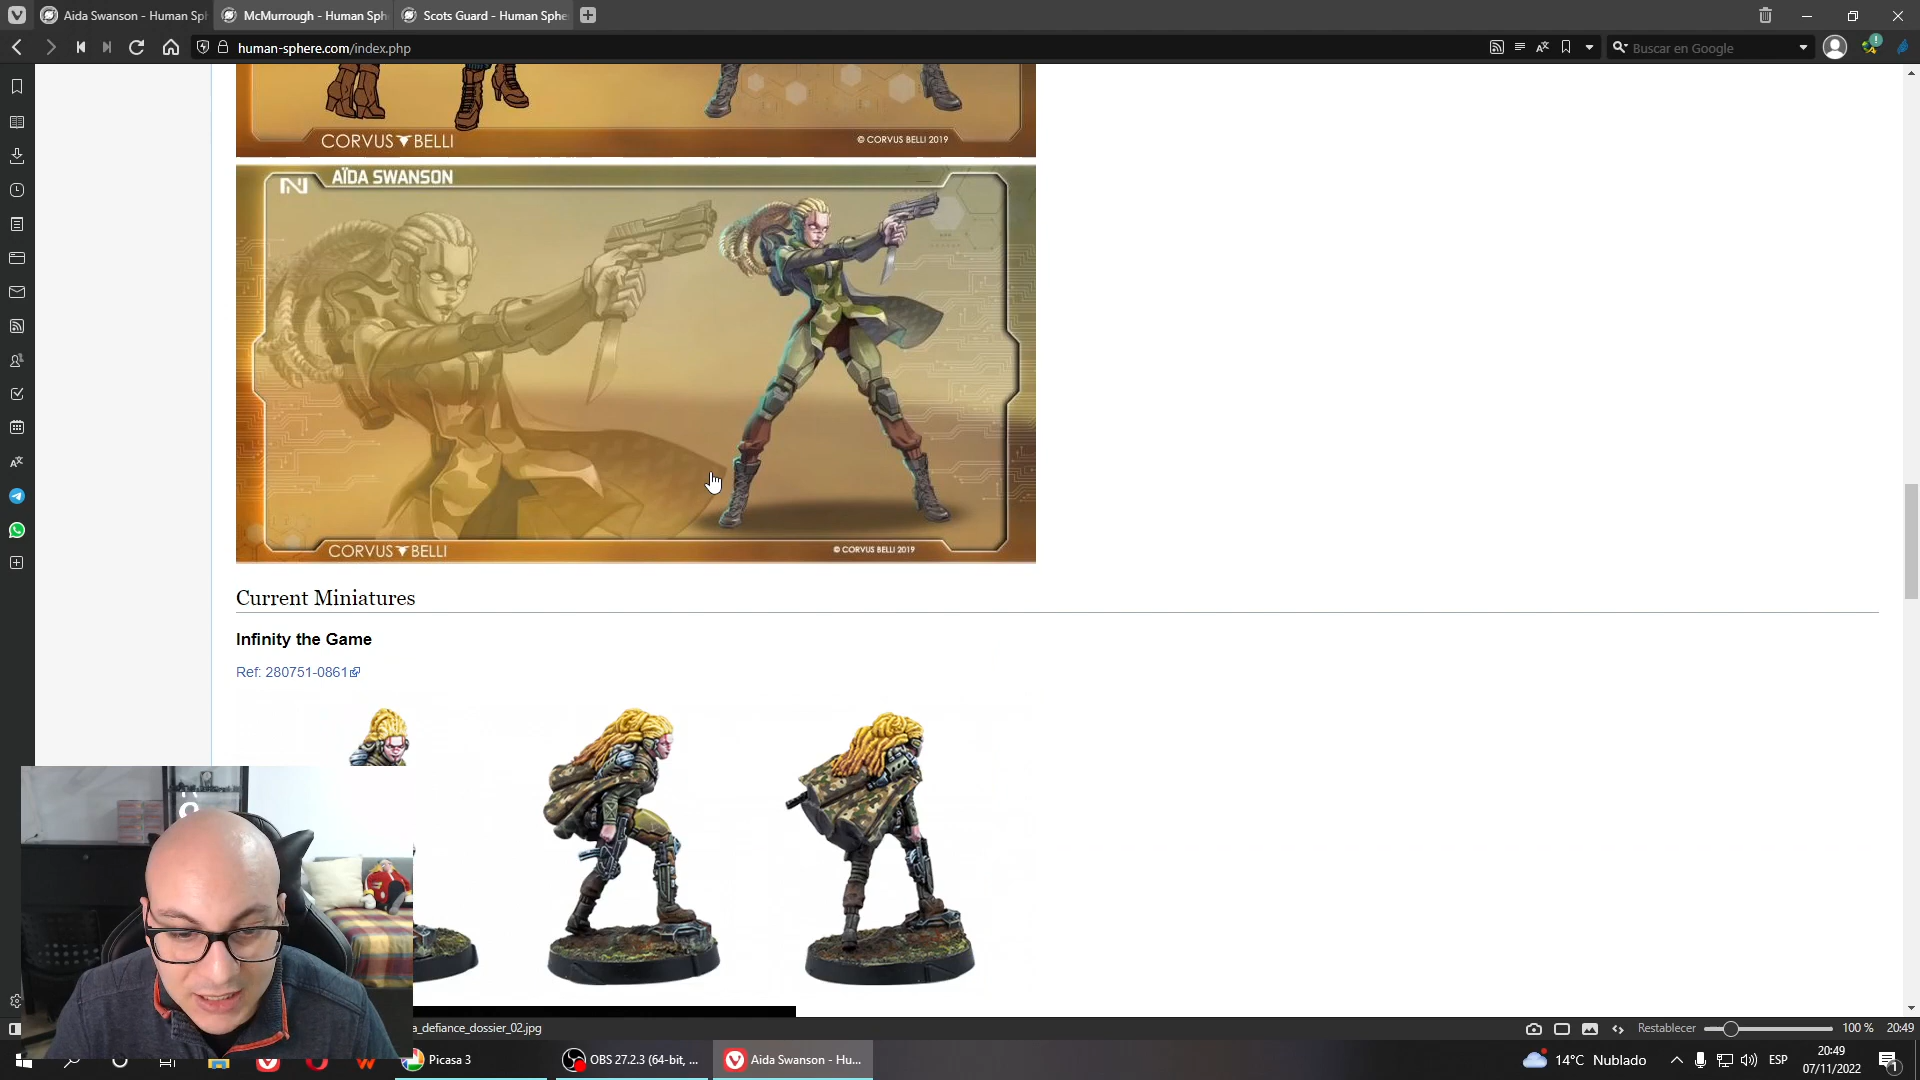 Aida Swanson - Human Sph
McMurrough - Human Sphe
Scots Guard - Human Sphe
human-sphere.com/index.php
Buscar en Google
CORVUS BELLI
© CORVUS BELLI 2019
AÏDA SWANSON
CORVUS BELLI
© CORVUS BELLI 2019
Current Miniatures
Infinity the Game
Ref: 280751-0861
a_defiance_dossier_02.jpg
Restablecer
100 %
20:49
Picasa 3
OBS 27.2.3 (64-bit, ...
Aida Swanson - Hu...
14°C Nublado
ESP
20:49
07/11/2022
1